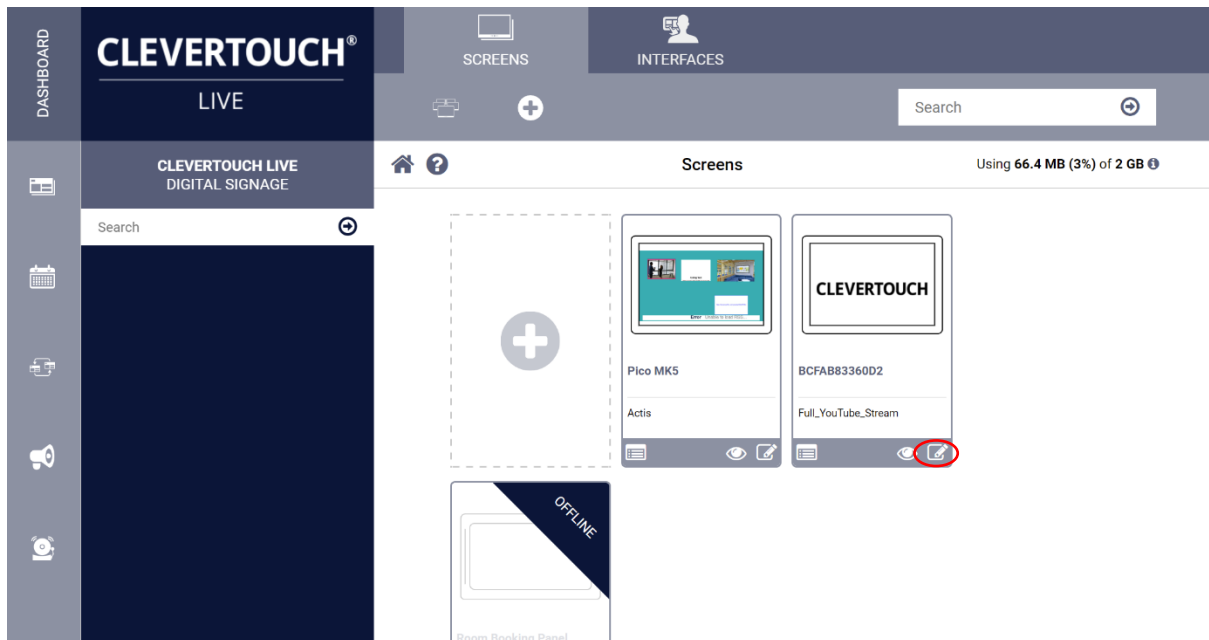 DASHBOARD
CLEVERTOUCH®
LIVE
SCREENS
INTERFACES
Search
CLEVERTOUCH LIVE
DIGITAL SIGNAGE
Search
Screens
Using 66.4 MB (3%) of 2 GB
CLEVERTOUCH
Pico MK5
BCFAB83360D2
Actis
Full_YouTube_Stream
OFFLINE
Room Booking Panel